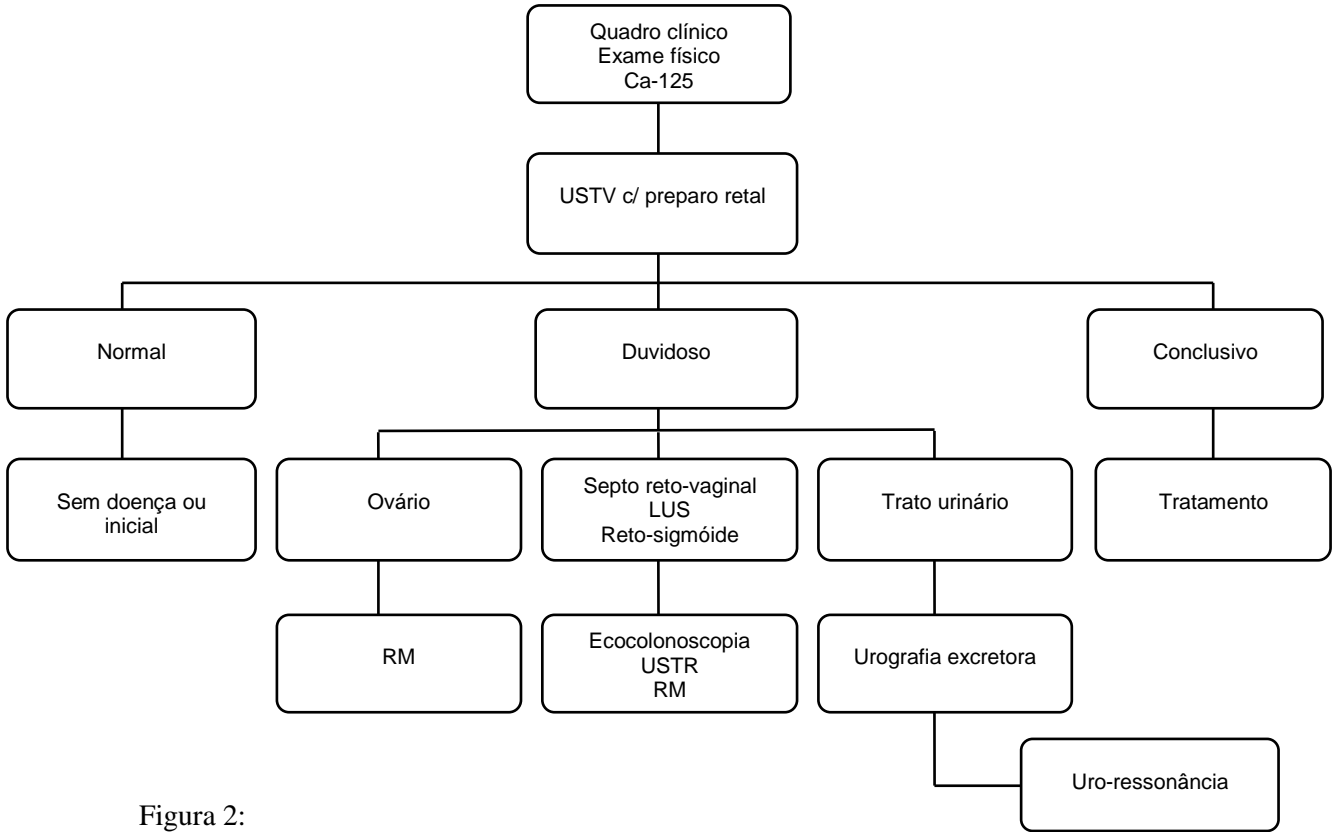 Quadro clínico
Exame físico
Ca-125
USTV c/ preparo retal
Normal
Duvidoso
Conclusivo
Sem doença ou
inicial
Ovário
Septo reto-vaginal
LUS
Reto-sigmóide
Trato urinário
Tratamento
RM
Ecocolonoscopia
USTR
RM
Urografia excretora
Uro-ressonância
Figura 2: